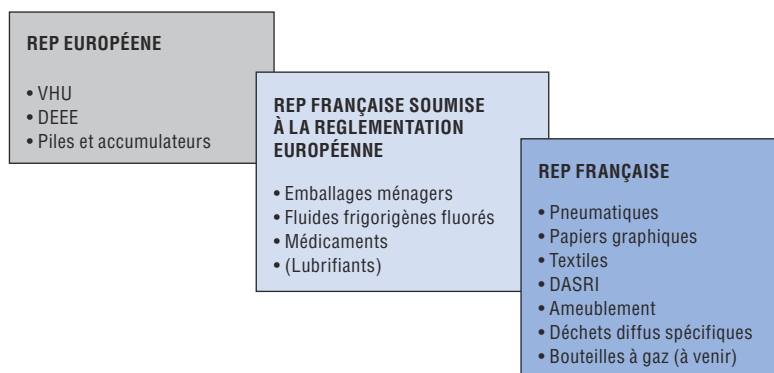 REP EUROPÉENE
• VHU
• DEEE
• Piles et accumulateurs
REP FRANÇAISE SOUMISE
À LA REGLEMENTATION
EUROPÉENNE
• Emballages ménagers
• Fluides frigorigènes fluorés
• Médicaments
• (Lubrifiants)
REP FRANÇAISE
• Pneumatiques
• Papiers graphiques
• Textiles
• DASRI
• Ameublement
• Déchets diffus spécifiques
• Bouteilles à gaz (à venir)